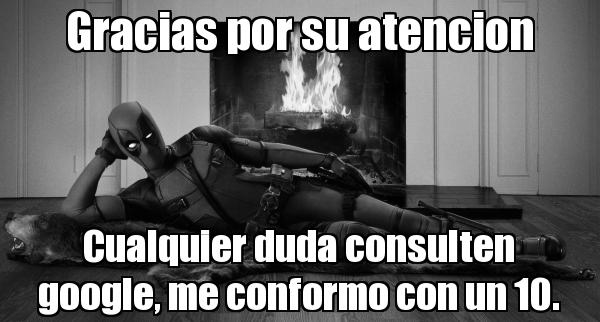 Gracias por su atencion
Cualquier duda consulten
google, me conformo con un 10.